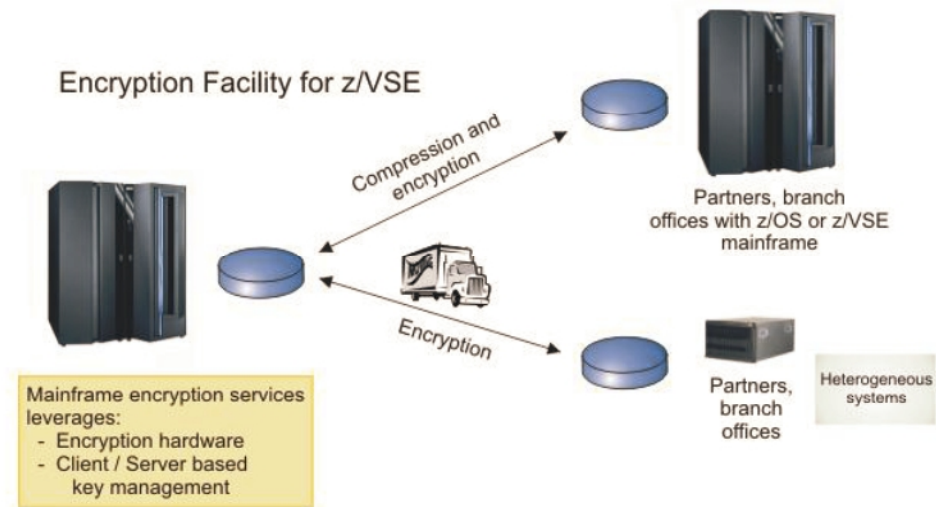 Encryption Facility for z/VSE
Compression and
encryption
Partners, branch
offices with z/OS or z/VSE
mainframe
Encryption
Mainframe encryption services
leverages:
- Encryption hardware
- Client / Server based
key management
Partners,
branch
offices
Heterogeneous
systems